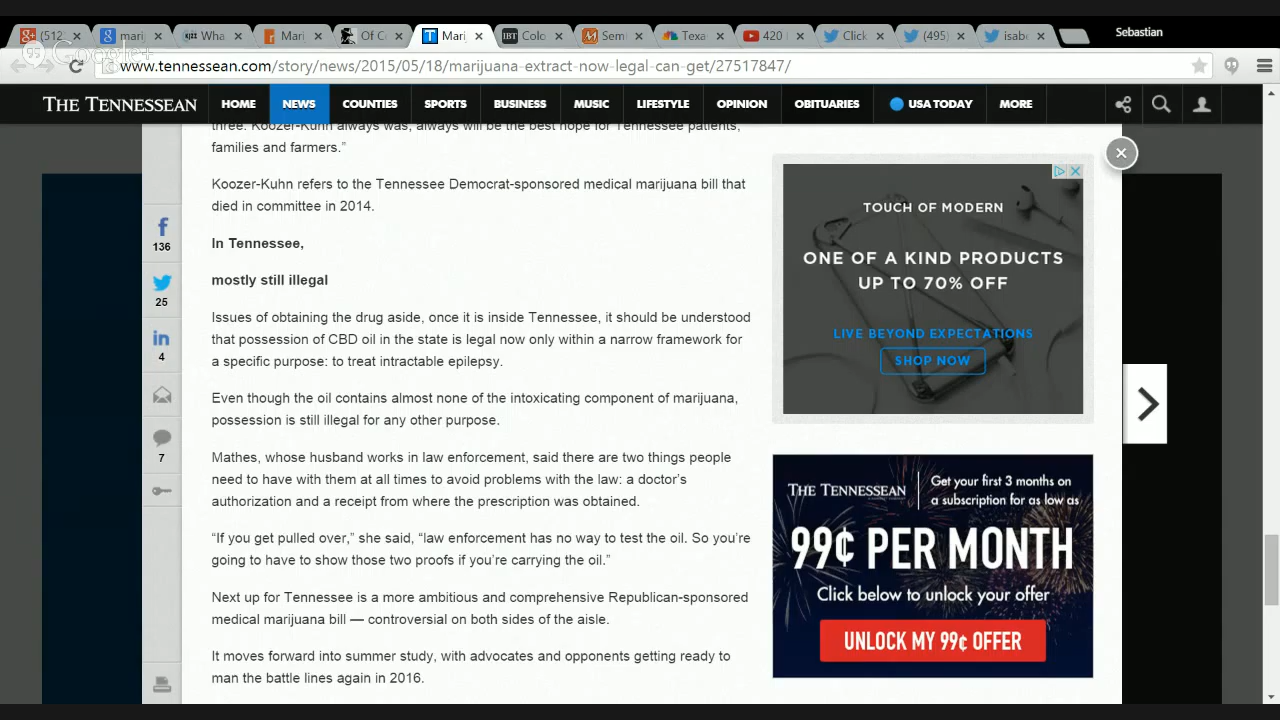 (512
marij
Wha
Mari
Of C
Marij
Colo
Semi
Texa
420 l
Click
(495)
isabe
Sebastian
Google+
www.tennessean.com/story/news/2015/05/18/marijuana-extract-now-legal-can-get/27517847/
THE TENNESSEAN
HOME
NEWS
COUNTIES
SPORTS
BUSINESS
MUSIC
LIFESTYLE
OPINION
OBITUARIES
USA TODAY
MORE
three. Koozer-Kuhn always was, always will be the best hope for Tennessee patients,
families and farmers.”
Koozer-Kuhn refers to the Tennessee Democrat-sponsored medical marijuana bill that
died in committee in 2014.
In Tennessee,
mostly still illegal
Issues of obtaining the drug aside, once it is inside Tennessee, it should be understood
that possession of CBD oil in the state is legal now only within a narrow framework for
a specific purpose: to treat intractable epilepsy.
Even though the oil contains almost none of the intoxicating component of marijuana,
possession is still illegal for any other purpose.
Mathes, whose husband works in law enforcement, said there are two things people
need to have with them at all times to avoid problems with the law: a doctor’s
authorization and a receipt from where the prescription was obtained.
“If you get pulled over,” she said, “law enforcement has no way to test the oil. So you’re
going to have to show those two proofs if you’re carrying the oil.”
Next up for Tennessee is a more ambitious and comprehensive Republican-sponsored
medical marijuana bill — controversial on both sides of the aisle.
It moves forward into summer study, with advocates and opponents getting ready to
man the battle lines again in 2016.
136
25
4
7
TOUCH OF MODERN
ONE OF A KIND PRODUCTS
UP TO 70% OFF
LIVE BEYOND EXPECTATIONS
SHOP NOW
THE TENNESSEAN
Get your first 3 months on
a subscription for as low as
99¢ PER MONTH
Click below to unlock your offer
UNLOCK MY 99¢ OFFER